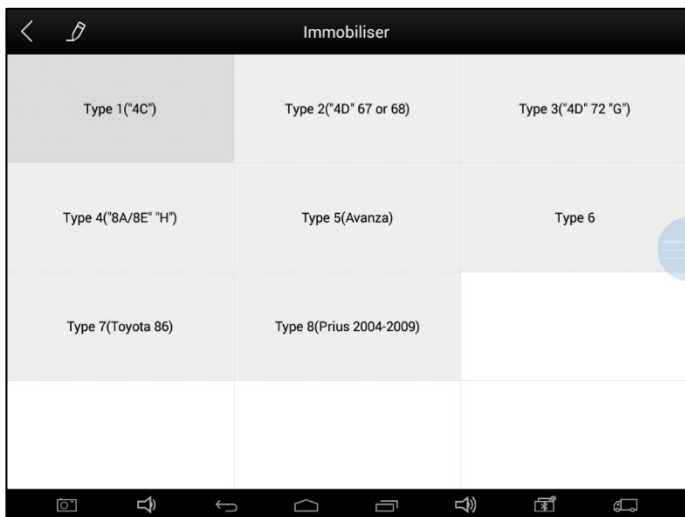 Immobiliser
Type 1("4C")
Type 2("4D" 67 or 68)
Type 3("4D" 72 "G")
Type 4("8A/8E" "H")
Type 5(Avanza)
Type 6
Type 7(Toyota 86)
Type 8(Prius 2004-2009)